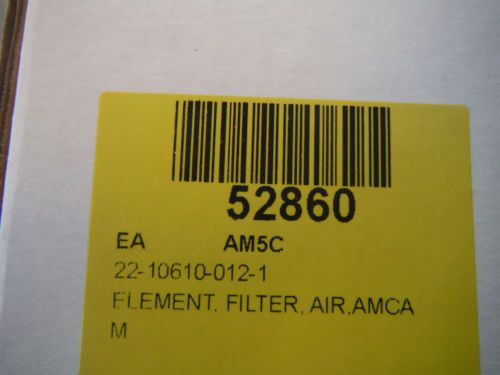 52860
EA AM5C
22-10610-012-1
ELEMENT, FILTER, AIR,AMCA
M